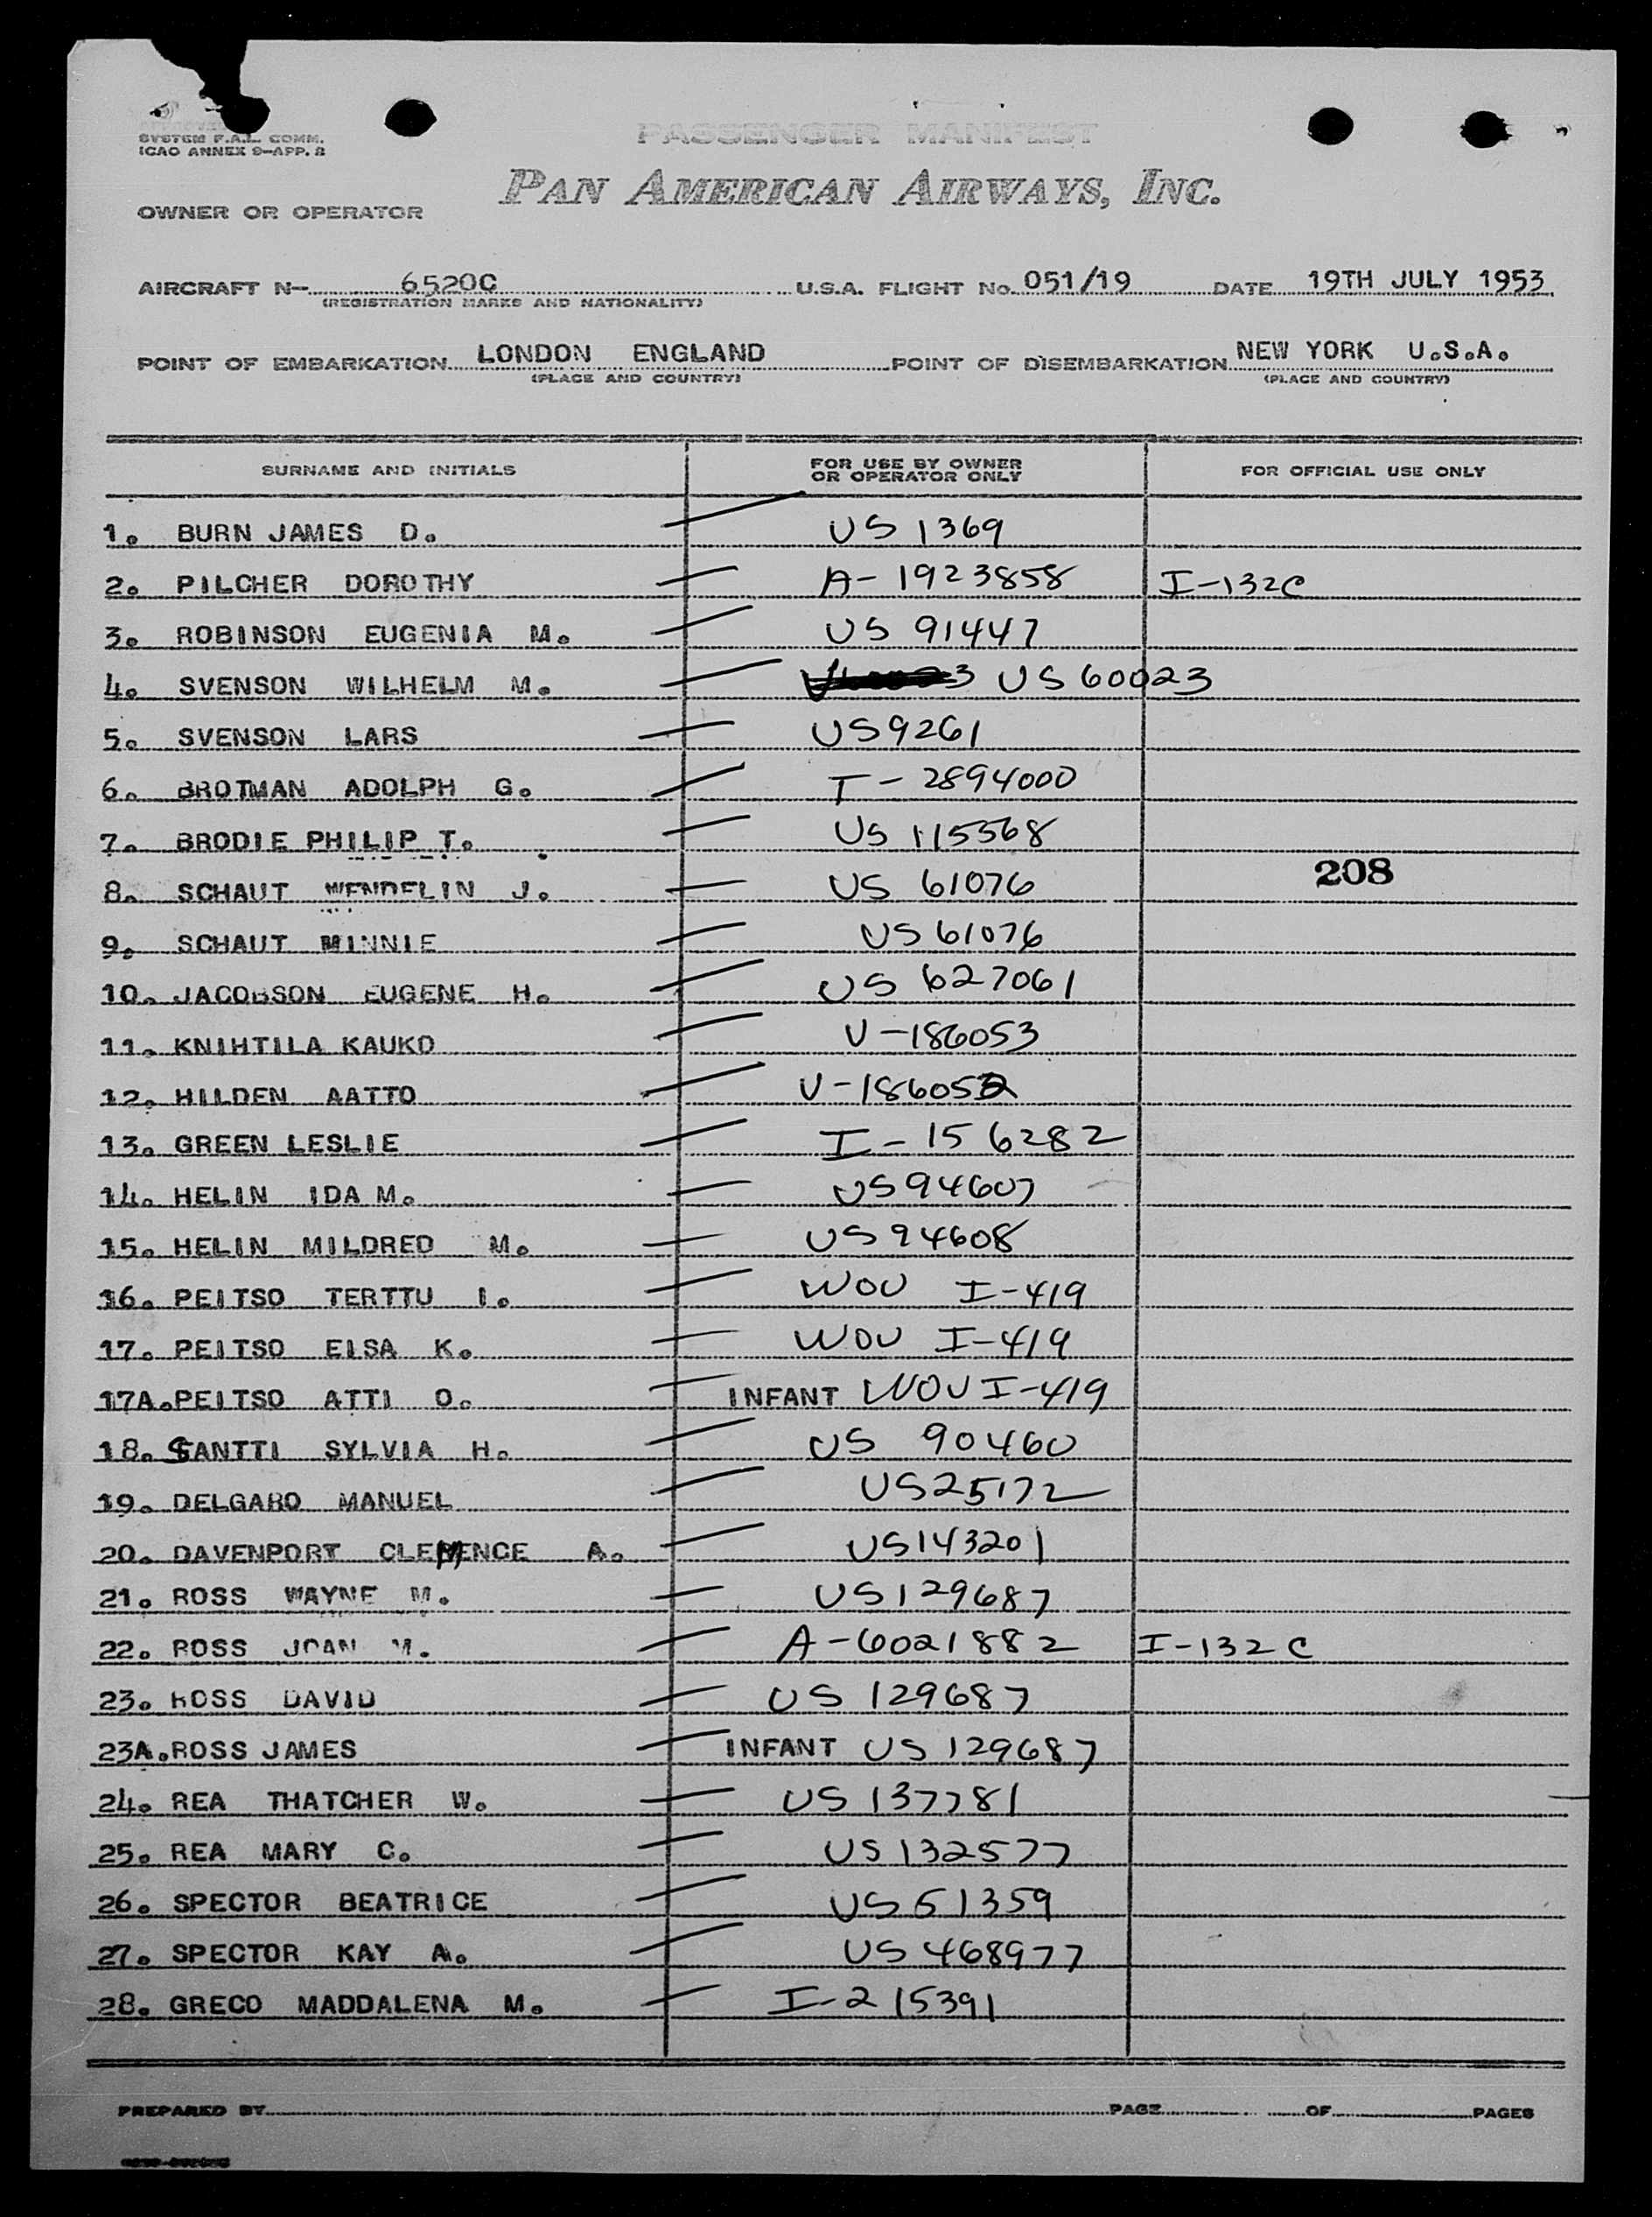 SYSTEM F.A.L. COMM.
ICAO ANNEX 9-APP. 2
PASSENGER MANIFEST
PAN AMERICAN AIRWAYS, INC.
OWNER OR OPERATOR
AIRCRAFT N- 6520C U.S.A. FLIGHT No. 051/19 DATE 19TH JULY 1953
(REGISTRATION MARKS AND NATIONALITY)
POINT OF EMBARKATION LONDON ENGLAND POINT OF DISEMBARKATION NEW YORK U.S.A.
(PLACE AND COUNTRY) (PLACE AND COUNTRY)
SURNAME AND INITIALS FOR USE BY OWNER OR OPERATOR ONLY FOR OFFICIAL USE ONLY
1. BURN JAMES D. US 1369
2. PILCHER DOROTHY A-1923858 I-132C
3. ROBINSON EUGENIA M. US 91447
4. SVENSON WILHELM M. US 60023
5. SVENSON LARS US9261
6. BROTMAN ADOLPH G. I-2894000
7. BRODIE PHILIP T. US 115568
208
8. SCHAUT WENDELIN J. US 61076
9. SCHAUT MINNIE US 61076
10. JACOBSON EUGENE H. US 627061
11. KNIHTILA KAUKO V-186053
12. HILDEN AATTO V-186052
13. GREEN LESLIE I-156282
14. HELIN IDA M. US94607
15. HELIN MILDRED M. US94608
16. PEITSO TERTTU I. WOV I-419
17. PEITSO ELSA K. WOV I-419
17A. PEITSO ATTI O. INFANT WOV I-419
18. SANTTI SYLVIA H. US 90460
19. DELGADO MANUEL US25172
20. DAVENPORT CLEMENCE A. US143201
21. ROSS WAYNE M. US129687
22. ROSS JOAN M. A-6021882 I-132C
23. ROSS DAVID US 129687
23A. ROSS JAMES INFANT US 129687
24. REA THATCHER W. US 137781
25. REA MARY C. US132577
26. SPECTOR BEATRICE US51359
27. SPECTOR KAY A. US 468977
28. GRECO MADDALENA M. I-215391
PREPARED BY PAGE OF PAGES